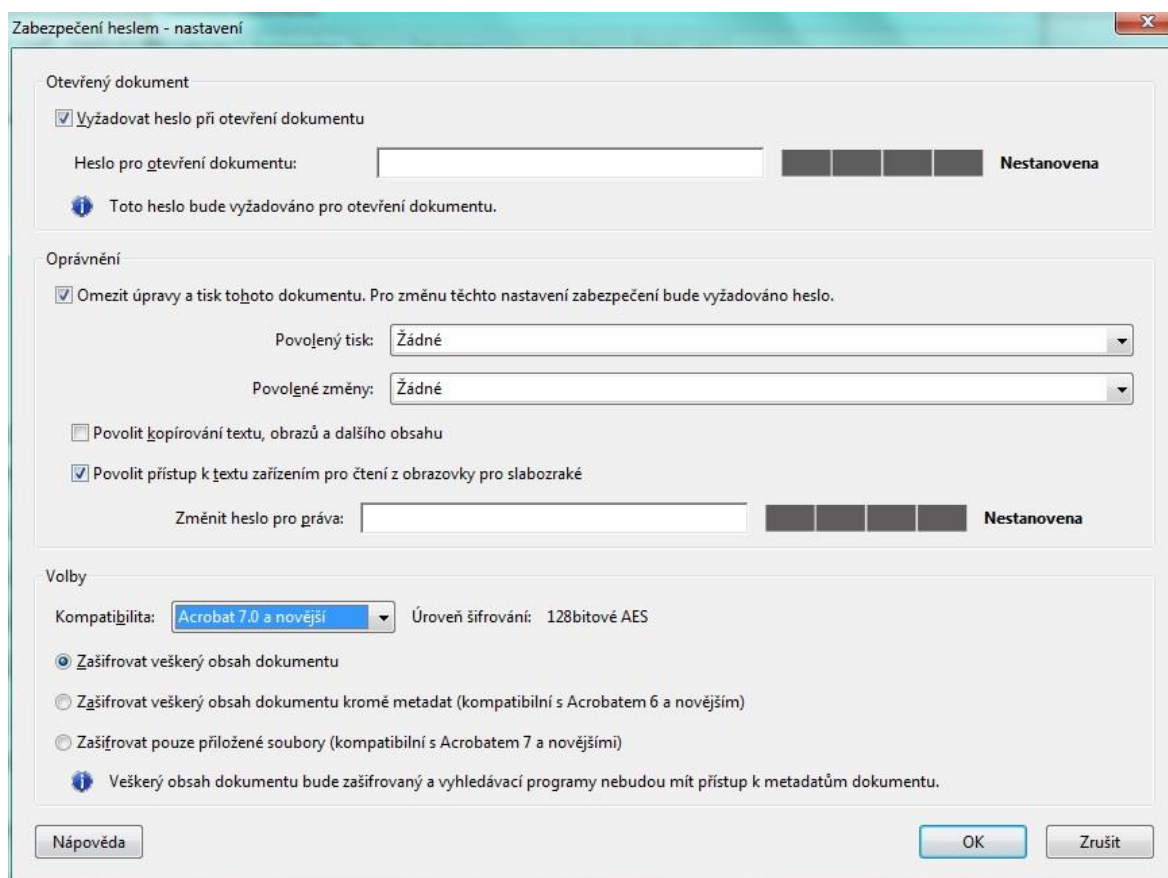 Zabezpečení heslem - nastavení
Otevřený dokument
Vyžadovat heslo při otevření dokumentu
Heslo pro otevření dokumentu: Nestanovena
Toto heslo bude vyžadováno pro otevření dokumentu.
Oprávnění
Omezit úpravy a tisk tohoto dokumentu. Pro změnu těchto nastavení zabezpečení bude vyžadováno heslo.
Povolený tisk: Žádné
Povolené změny: Žádné
Povolit kopírování textu, obrazů a dalšího obsahu
Povolit přístup k textu zařízením pro čtení z obrazovky pro slabozraké
Změnit heslo pro práva: Nestanovena
Volby
Kompatibilita: Acrobat 7.0 a novější Úroveň šifrování: 128bitové AES
Zašifrovat veškerý obsah dokumentu
Zašifrovat veškerý obsah dokumentu kromě metadat (kompatibilní s Acrobatem 6 a novějším)
Zašifrovat pouze přiložené soubory (kompatibilní s Acrobatem 7 a novějšími)
Veškerý obsah dokumentu bude zašifrovaný a vyhledávací programy nebudou mít přístup k metadatům dokumentu.
Nápověda OK Zrušit